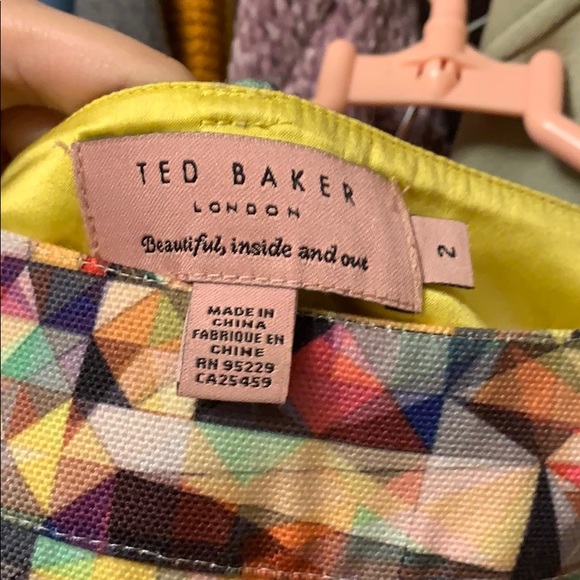 TED BAKER
LONDON
Beautiful, inside and out
2
MADE IN
CHINA
FABRIQUE EN
CHINE
RN 95229
CA25459